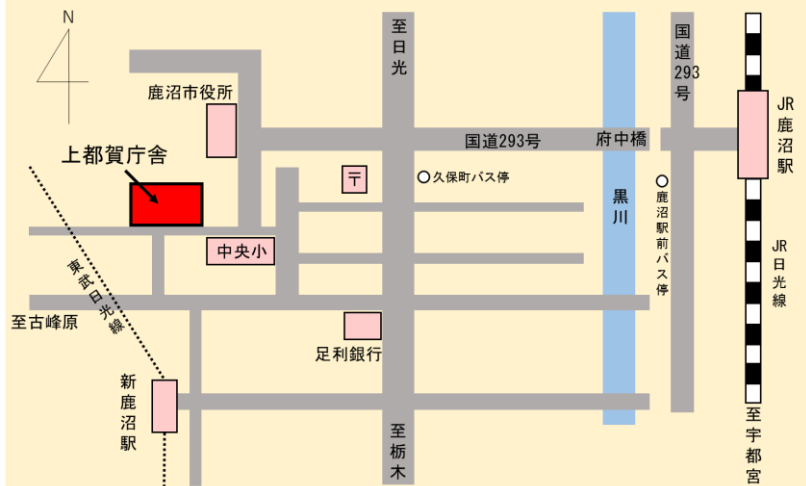 N
至日光
国道293号
鹿沼市役所
JR鹿沼駅
国道293号
府中橋
上都賀庁舎
〒
久保町バス停
黒川
鹿沼駅前バス停
中央小
JR日光線
東武日光線
至古峰原
足利銀行
新鹿沼駅
至栃木
至宇都宮